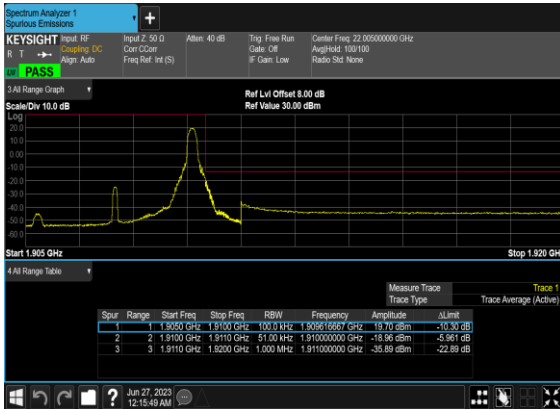 Spectrum Analyzer 1
Spurious Emissions
KEYSIGHT Input: RF Input Z: 50 Ω Atten: 40 dB Trig: Free Run Center Freq: 22.005000000 GHz
R T Coupling: DC Corr CCorr Gate: Off Avg|Hold: 100/100
Align: Auto Freq Ref: Int (S) IF Gain: Low Radio Std: None
PASS
3 All Range Graph Ref Lvl Offset 8.00 dB
Scale/Div 10.0 dB Ref Value 30.00 dBm
Log
20.0
10.0
0.00
-10.0
-20.0
-30.0
-40.0
-50.0
-60.0
Start 1.905 GHz Stop 1.920 GH
4 All Range Table
Measure Trace Trace 1
Trace Type Trace Average (Active)
Spur Range Start Freq Stop Freq RBW Frequency Amplitude ΔLimit
1 1 1.9050 GHz 1.9100 GHz 100.0 kHz 1.909616667 GHz 19.70 dBm -10.30 dB
2 2 1.9100 GHz 1.9110 GHz 51.00 kHz 1.910000000 GHz -18.96 dBm -5.961 dB
3 3 1.9110 GHz 1.9200 GHz 1.000 MHz 1.911000000 GHz -35.89 dBm -22.89 dB
? Jun 27, 2023
12:15:49 AM